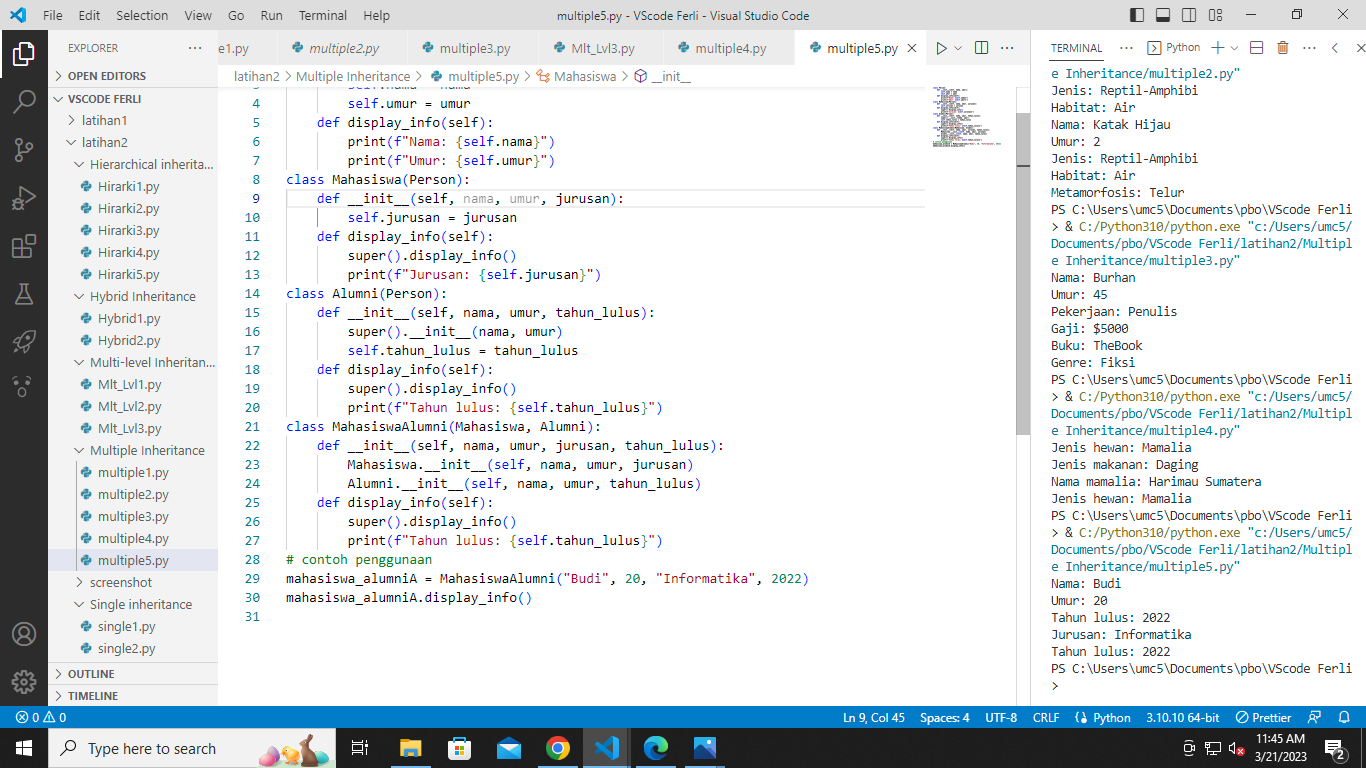 File Edit Selection View Go Run Terminal Help
multiple5.py - VScode Ferli - Visual Studio Code
EXPLORER
OPEN EDITORS
VSCODE FERLI
latihan1
latihan2
Hierarchical inherita...
Hirarki1.py
Hirarki2.py
Hirarki3.py
Hirarki4.py
Hirarki5.py
Hybrid Inheritance
Hybrid1.py
Hybrid2.py
Multi-level Inheritan...
Mlt_Lvl1.py
Mlt_Lvl2.py
Mlt_Lvl3.py
Multiple Inheritance
multiple1.py
multiple2.py
multiple3.py
multiple4.py
multiple5.py
screenshot
Single inheritance
single1.py
single2.py
OUTLINE
TIMELINE
e1.py multiple2.py multiple3.py Mlt_Lvl3.py multiple4.py multiple5.py
latihan2 > Multiple Inheritance > multiple5.py > Mahasiswa > __init__
3 self.nama = nama
4 self.umur = umur
5 def display_info(self):
6 print(f"Nama: {self.nama}")
7 print(f"Umur: {self.umur}")
8 class Mahasiswa(Person):
9 def __init__(self, nama, umur, jurusan):
10 self.jurusan = jurusan
11 def display_info(self):
12 super().display_info()
13 print(f"Jurusan: {self.jurusan}")
14 class Alumni(Person):
15 def __init__(self, nama, umur, tahun_lulus):
16 super().__init__(nama, umur)
17 self.tahun_lulus = tahun_lulus
18 def display_info(self):
19 super().display_info()
20 print(f"Tahun lulus: {self.tahun_lulus}")
21 class MahasiswaAlumni(Mahasiswa, Alumni):
22 def __init__(self, nama, umur, jurusan, tahun_lulus):
23 Mahasiswa.__init__(self, nama, umur, jurusan)
24 Alumni.__init__(self, nama, umur, tahun_lulus)
25 def display_info(self):
26 super().display_info()
27 print(f"Tahun lulus: {self.tahun_lulus}")
28 # contoh penggunaan
29 mahasiswa_alumniA = MahasiswaAlumni("Budi", 20, "Informatika", 2022)
30 mahasiswa_alumniA.display_info()
31
TERMINAL Python
e Inheritance/multiple2.py"
Jenis: Reptil-Amphibi
Habitat: Air
Nama: Katak Hijau
Umur: 2
Jenis: Reptil-Amphibi
Habitat: Air
Metamorfosis: Telur
PS C:\Users\umc5\Documents\pbo\VScode Ferli
> & C:/Python310/python.exe "c:/Users/umc5/
Documents/pbo/VScode Ferli/latihan2/Multipl
e Inheritance/multiple3.py"
Nama: Burhan
Umur: 45
Pekerjaan: Penulis
Gaji: $5000
Buku: TheBook
Genre: Fiksi
PS C:\Users\umc5\Documents\pbo\VScode Ferli
> & C:/Python310/python.exe "c:/Users/umc5/
Documents/pbo/VScode Ferli/latihan2/Multipl
e Inheritance/multiple4.py"
Jenis hewan: Mamalia
Jenis makanan: Daging
Nama mamalia: Harimau Sumatera
Jenis hewan: Mamalia
PS C:\Users\umc5\Documents\pbo\VScode Ferli
> & C:/Python310/python.exe "c:/Users/umc5/
Documents/pbo/VScode Ferli/latihan2/Multipl
e Inheritance/multiple5.py"
Nama: Budi
Umur: 20
Tahun lulus: 2022
Jurusan: Informatika
Tahun lulus: 2022
PS C:\Users\umc5\Documents\pbo\VScode Ferli
>
0 0 Ln 9, Col 45 Spaces: 4 UTF-8 CRLF Python 3.10.10 64-bit Prettier
Type here to search
11:45 AM
3/21/2023
2